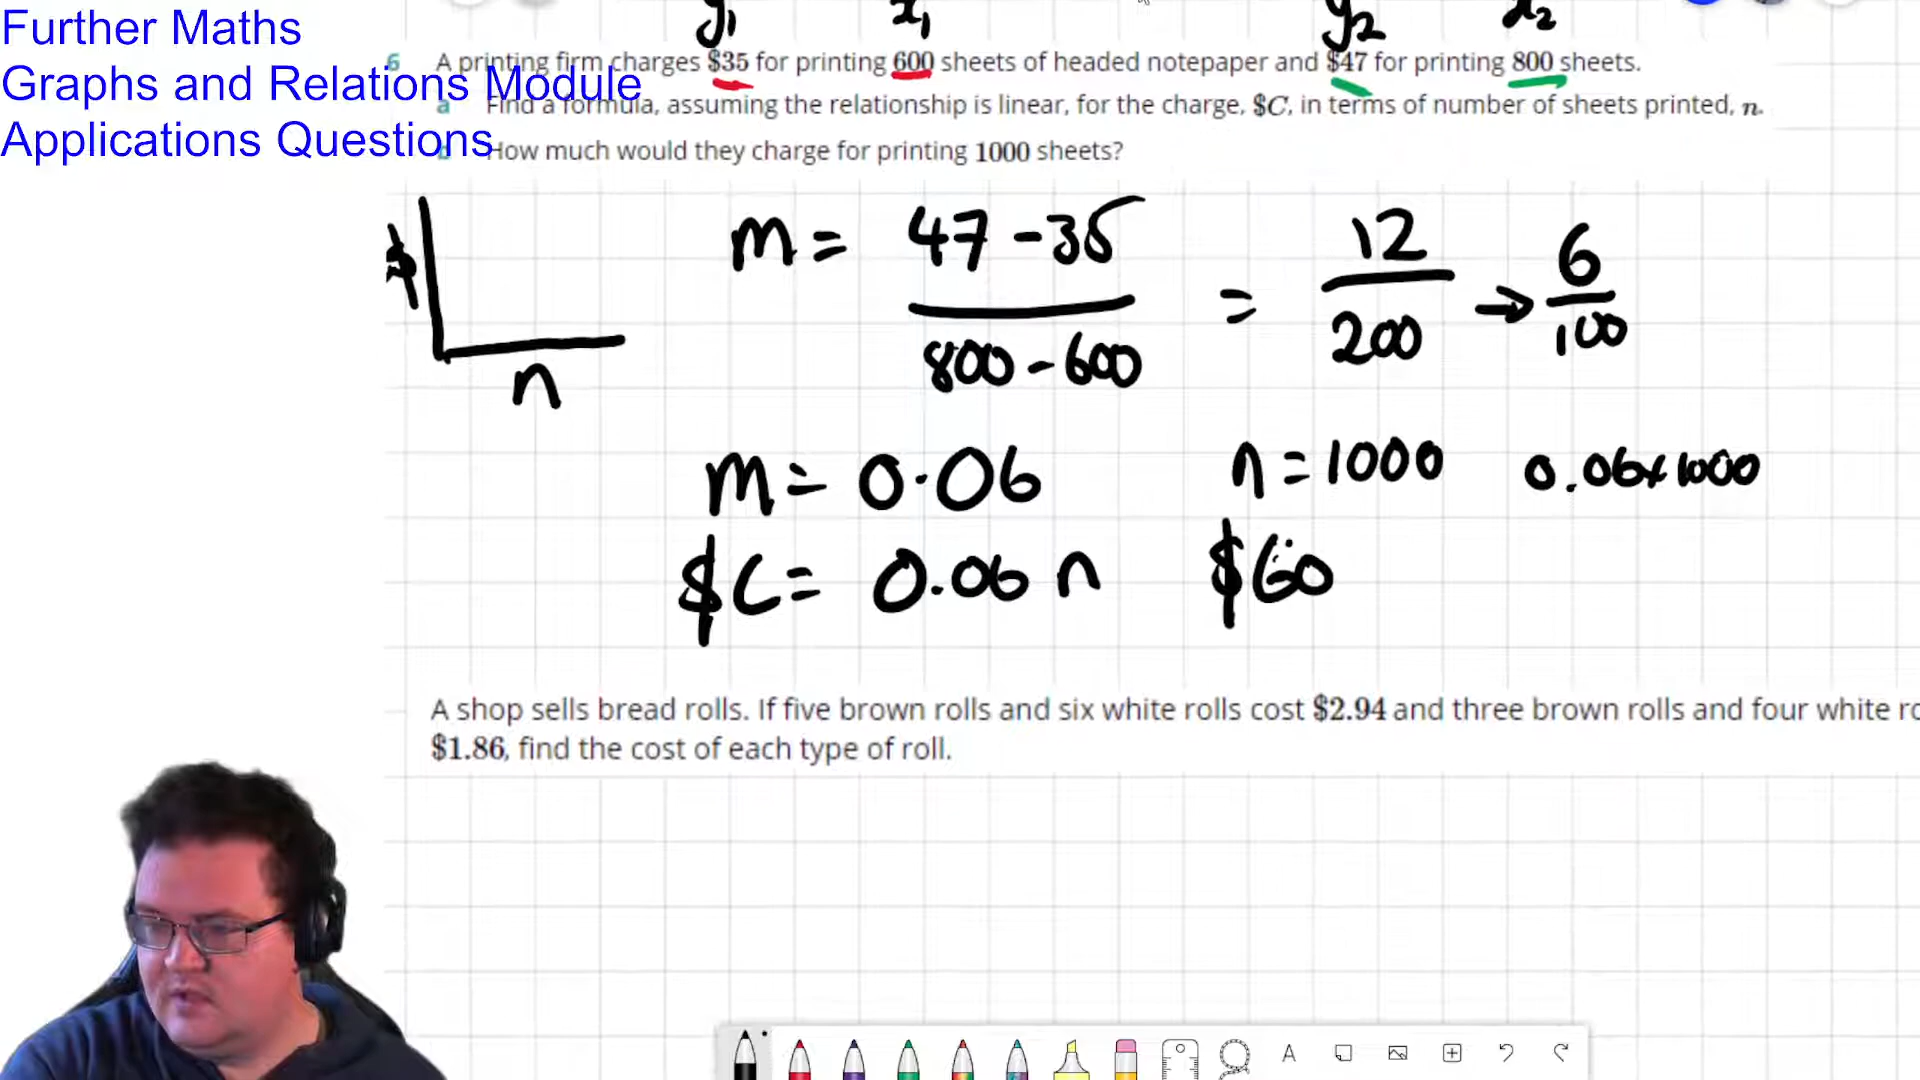 y1 x1 y2 x2
Further Maths
Graphs and Relations Module
Applications Questions
6 A printing firm charges $35 for printing 600 sheets of headed notepaper and $47 for printing 800 sheets.
a Find a formula, assuming the relationship is linear, for the charge, $C, in terms of number of sheets printed, n.
How much would they charge for printing 1000 sheets?
$
n
m = 47 - 35 / 800 - 600 = 12 / 200 → 6 / 100
m = 0.06
n = 1000 0.06x1000
$C = 0.06 n
$60
A shop sells bread rolls. If five brown rolls and six white rolls cost $2.94 and three brown rolls and four white ro
$1.86, find the cost of each type of roll.
A